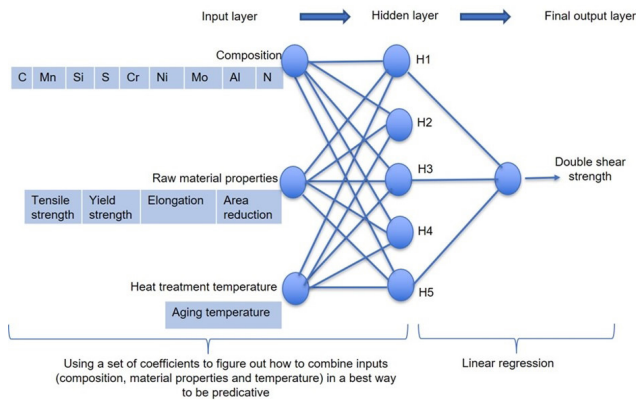 Input layer
Hidden layer
Final output layer
Composition
C Mn Si S Cr Ni Mo Al N
H1
H2
Raw material properties
H3
Double shear
strength
Tensile
strength
Yield
strength
Elongation
Area
reduction
H4
Heat treatment temperature
H5
Aging temperature
Using a set of coefficients to figure out how to combine inputs
(composition, material properties and temperature) in a best way
to be predicative
Linear regression